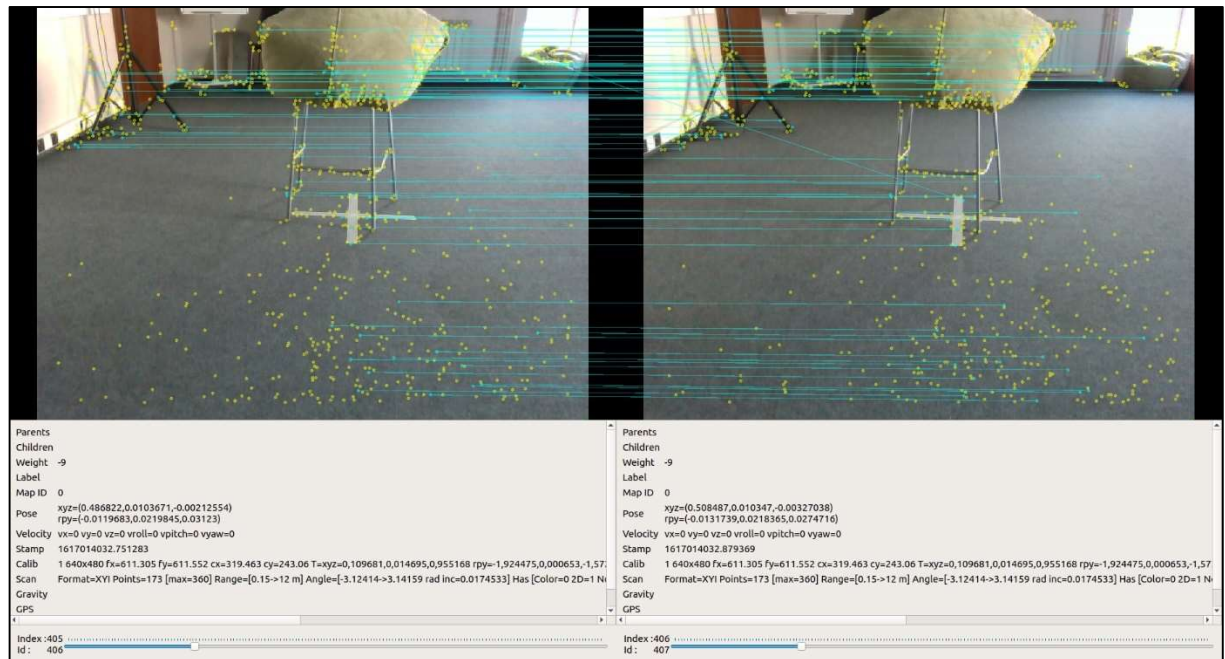 Parents
Children
Weight -9
Label
Map ID 0
Pose xyz=(0.486822,0.0103671,-0.00212554)
rpy=(-0.0119683,0.0219845,0.03123)
Velocity vx=0 vy=0 vz=0 vroll=0 vpitch=0 vyaw=0
Stamp 1617014032.751283
Calib 1 640x480 fx=611.305 fy=611.552 cx=319.463 cy=243.06 T=xyz=0,109681,0,014695,0,955168 rpy=-1,924475,0,000653,-1,57
Scan Format=XYI Points=173 [max=360] Range=[0.15->12 m] Angle=[-3.12414->3.14159 rad inc=0.0174533] Has [Color=0 2D=1 N
Gravity
GPS
Index :405
Id : 406
Parents
Children
Weight -9
Label
Map ID 0
Pose xyz=(0.508487,0.010347,-0.00327038)
rpy=(-0.0131739,0.0218365,0.0274716)
Velocity vx=0 vy=0 vz=0 vroll=0 vpitch=0 vyaw=0
Stamp 1617014032.879369
Calib 1 640x480 fx=611.305 fy=611.552 cx=319.463 cy=243.06 T=xyz=0,109681,0,014695,0,955168 rpy=-1,924475,0,000653,-1,57
Scan Format=XYI Points=173 [max=360] Range=[0.15->12 m] Angle=[-3.12414->3.14159 rad inc=0.0174533] Has [Color=0 2D=1 N
Gravity
GPS
Index :406
Id : 407